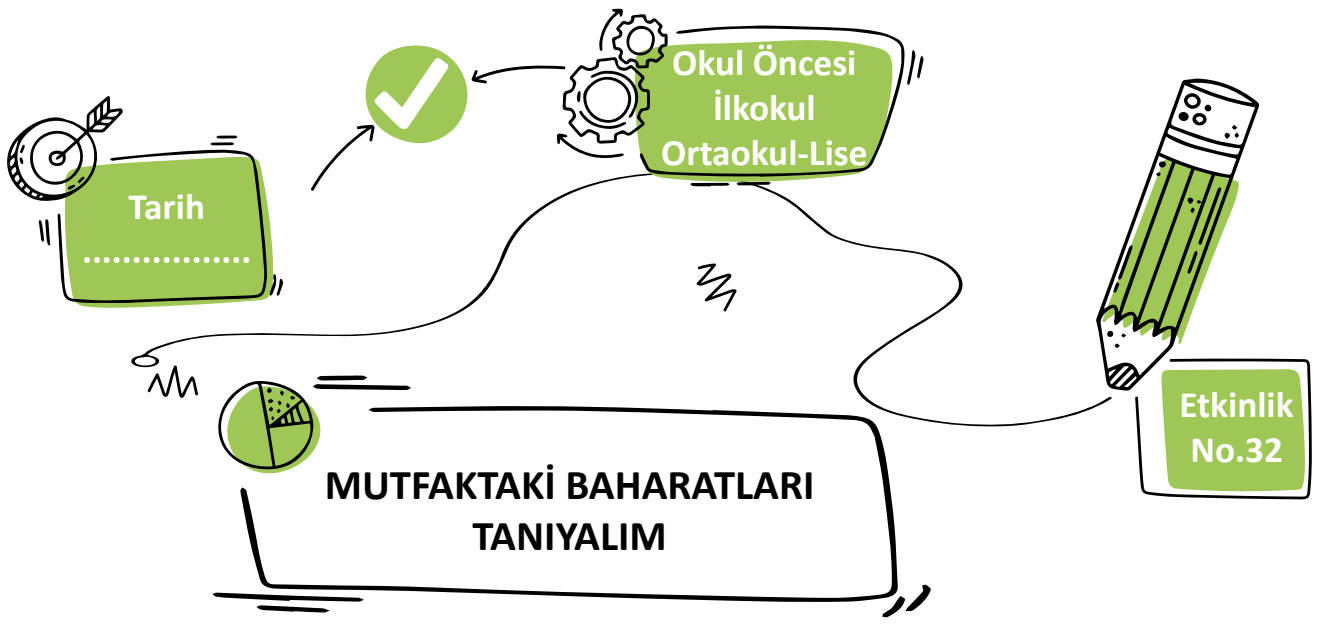 Okul Öncesi
İlkokul
Ortaokul-Lise
Tarih
.................
Etkinlik
No.32
MUTFAKTAKİ BAHARATLARI
TANIYALIM